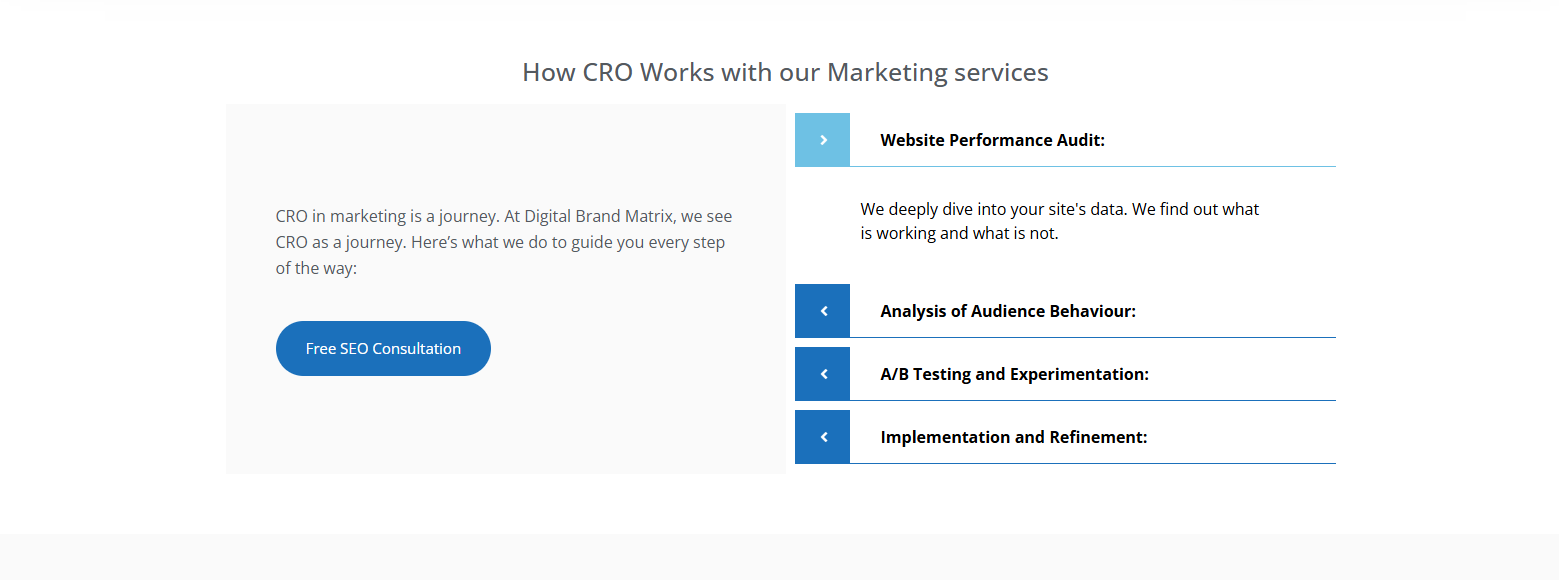 How CRO Works with our Marketing services
CRO in marketing is a journey. At Digital Brand Matrix, we see
CRO as a journey. Here’s what we do to guide you every step
of the way:
Free SEO Consultation
Website Performance Audit:
We deeply dive into your site's data. We find out what
is working and what is not.
Analysis of Audience Behaviour:
A/B Testing and Experimentation:
Implementation and Refinement: